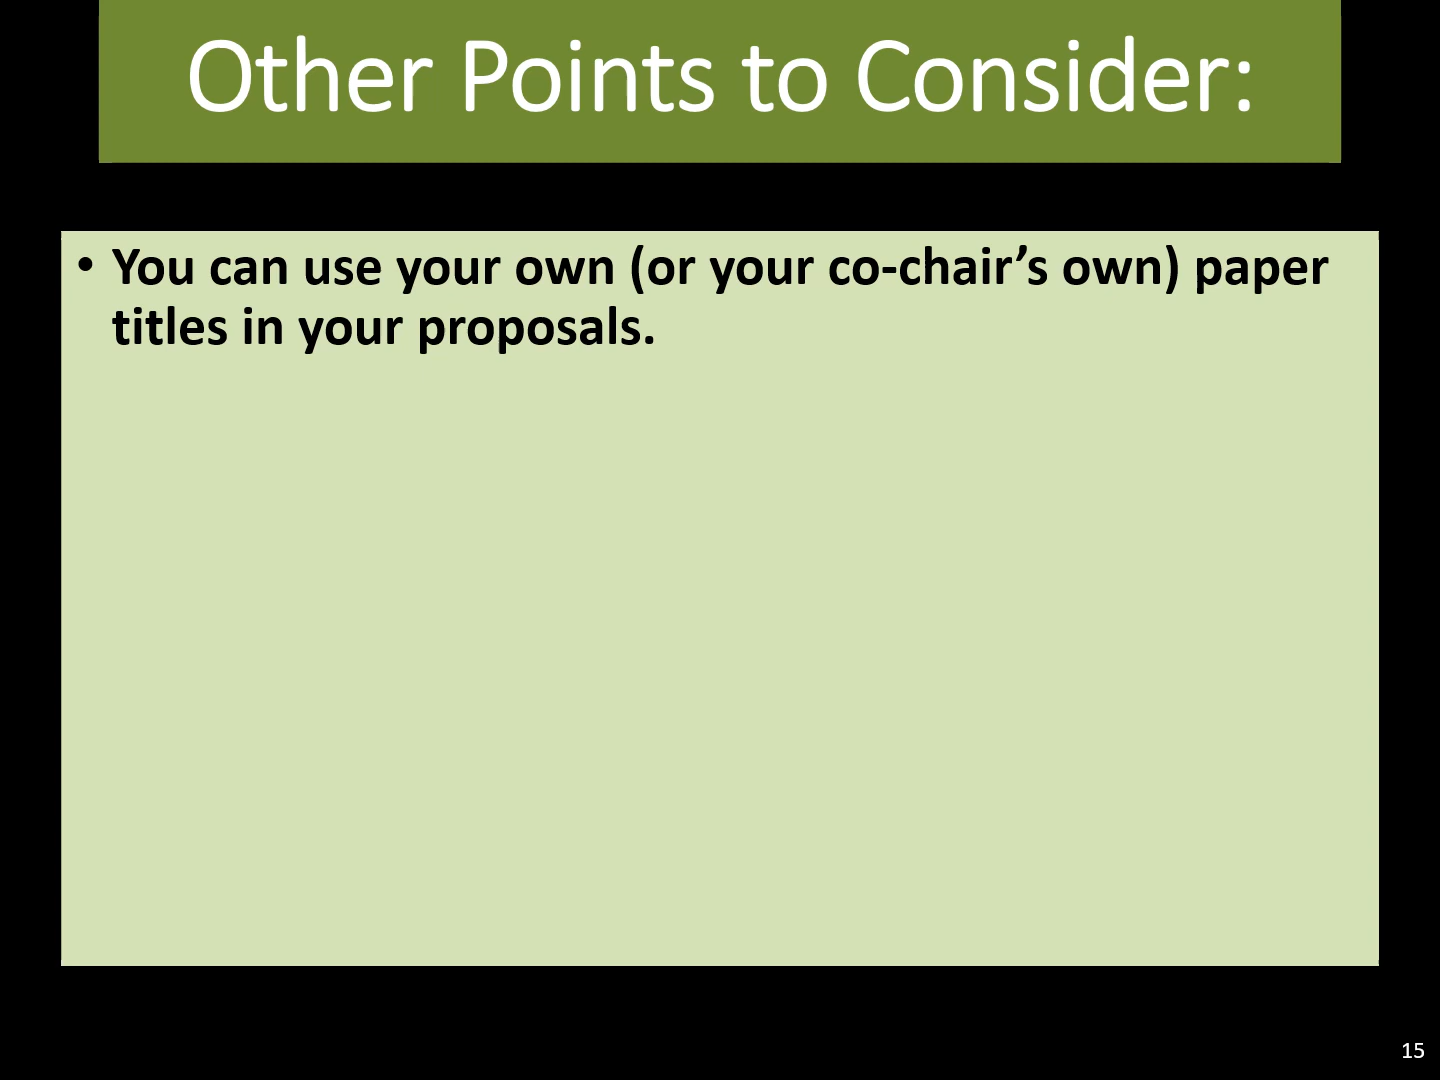 Other Points to Consider:
• You can use your own (or your co-chair’s own) paper
titles in your proposals.
15